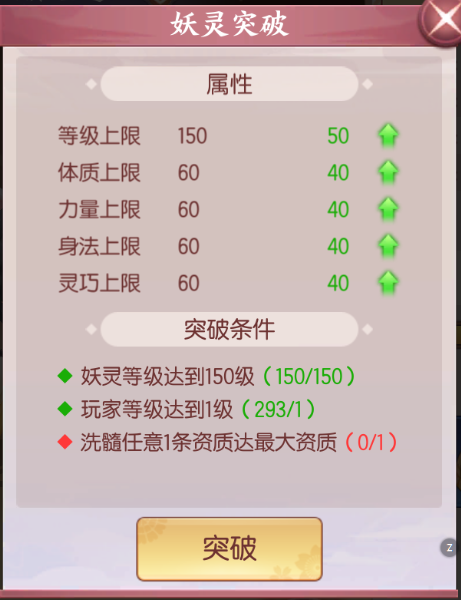 妖灵突破
属性
等级上限 150 50
体质上限 60 40
力量上限 60 40
身法上限 60 40
灵巧上限 60 40
突破条件
妖灵等级达到150级（150/150）
玩家等级达到1级（293/1）
洗髓任意1条资质达最大资质（0/1）
突破
Z